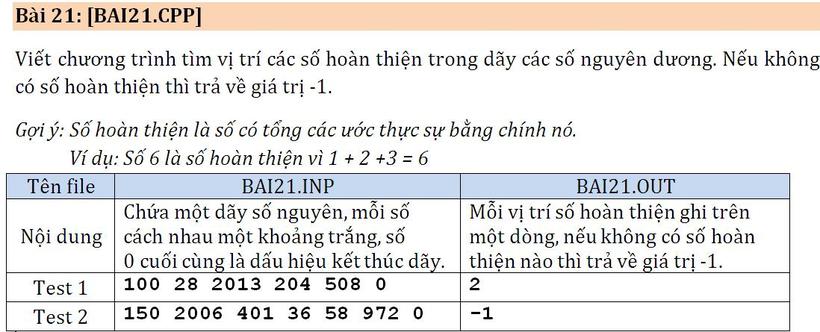 Bài 21: [BAI21.CPP]
Viết chương trình tìm vị trí các số hoàn thiện trong dãy các số nguyên dương. Nếu không
có số hoàn thiện thì trả về giá trị -1.
Gợi ý: Số hoàn thiện là số có tổng các ước thực sự bằng chính nó.
Ví dụ: Số 6 là số hoàn thiện vì 1 + 2 +3 = 6
Tên file BAI21.INP BAI21.OUT
Nội dung
Chứa một dãy số nguyên, mỗi số
cách nhau một khoảng trắng, số
0 cuối cùng là dấu hiệu kết thúc dãy.
Mỗi vị trí số hoàn thiện ghi trên
một dòng, nếu không có số hoàn
thiện nào thì trả về giá trị -1.
Test 1 100 28 2013 204 508 0 2
Test 2 150 2006 401 36 58 972 0 -1